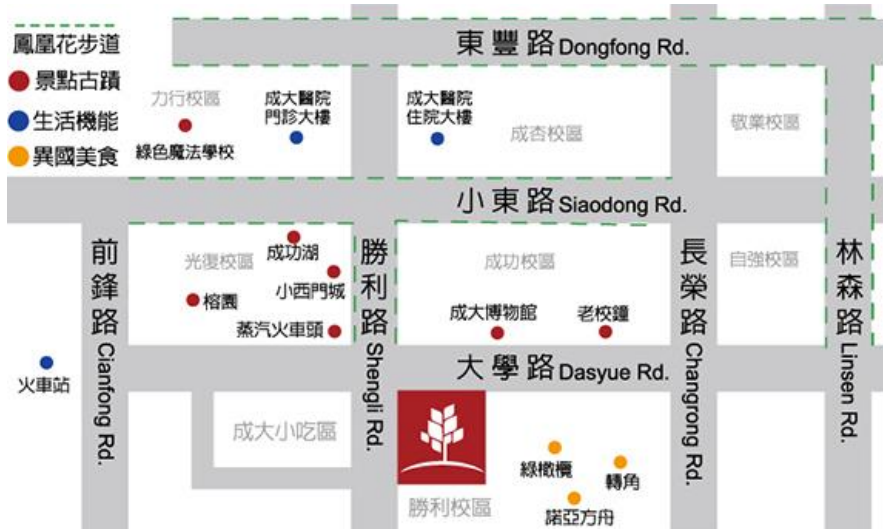 東豐路 Dongfong Rd.
鳳凰花步道
景點古蹟
生活機能
異國美食
力行校區
綠色魔法學校
成大醫院
門診大樓
成大醫院
住院大樓
成杏校區
敬業校區
小東路 Siaodong Rd.
前鋒路 Cianfong Rd.
光復校區
成功湖
小西門城
榕園
蒸汽火車頭
勝利路 Shengli Rd.
成功校區
成大博物館
老校鐘
長榮路 Changrong Rd.
自強校區
林森路 Linsen Rd.
火車站
大學路 Dasyue Rd.
成大小吃區
勝利校區
綠橄欖
轉角
諾亞方舟